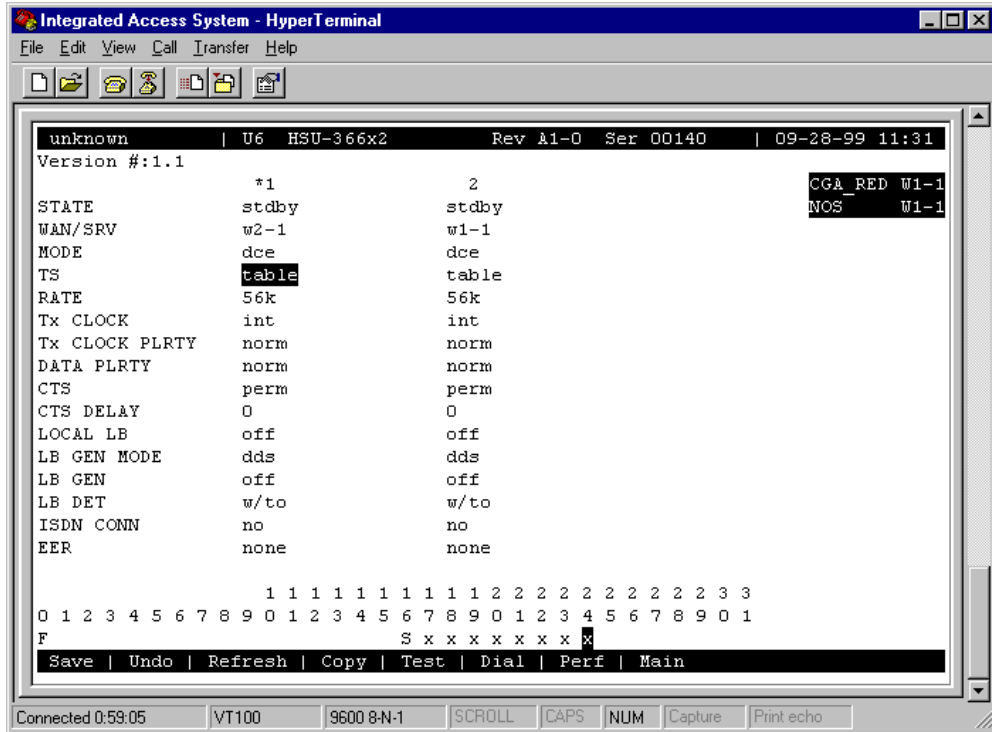 Integrated Access System - HyperTerminal
File Edit View Call Transfer Help
unknown | U6 HSU-366x2 Rev A1-0 Ser 00140 | 09-28-99 11:31
Version #:1.1
*1 2 CGA_RED W1-1
STATE stdby stdby NOS W1-1
WAN/SRV w2-1 w1-1
MODE dce dce
TS table table
RATE 56k 56k
Tx CLOCK int int
Tx CLOCK PLRTY norm norm
DATA PLRTY norm norm
CTS perm perm
CTS DELAY 0 0
LOCAL LB off off
LB GEN MODE dds dds
LB GEN off off
LB DET w/to w/to
ISDN CONN no no
EER none none
1 1 1 1 1 1 1 1 1 1 2 2 2 2 2 2 2 2 2 2 3 3
0 1 2 3 4 5 6 7 8 9 0 1 2 3 4 5 6 7 8 9 0 1 2 3 4 5 6 7 8 9 0 1
F S x x x x x x x x
Save | Undo | Refresh | Copy | Test | Dial | Perf | Main
Connected 0:59:05 VT100 9600 8-N-1 SCROLL CAPS NUM Capture Print echo